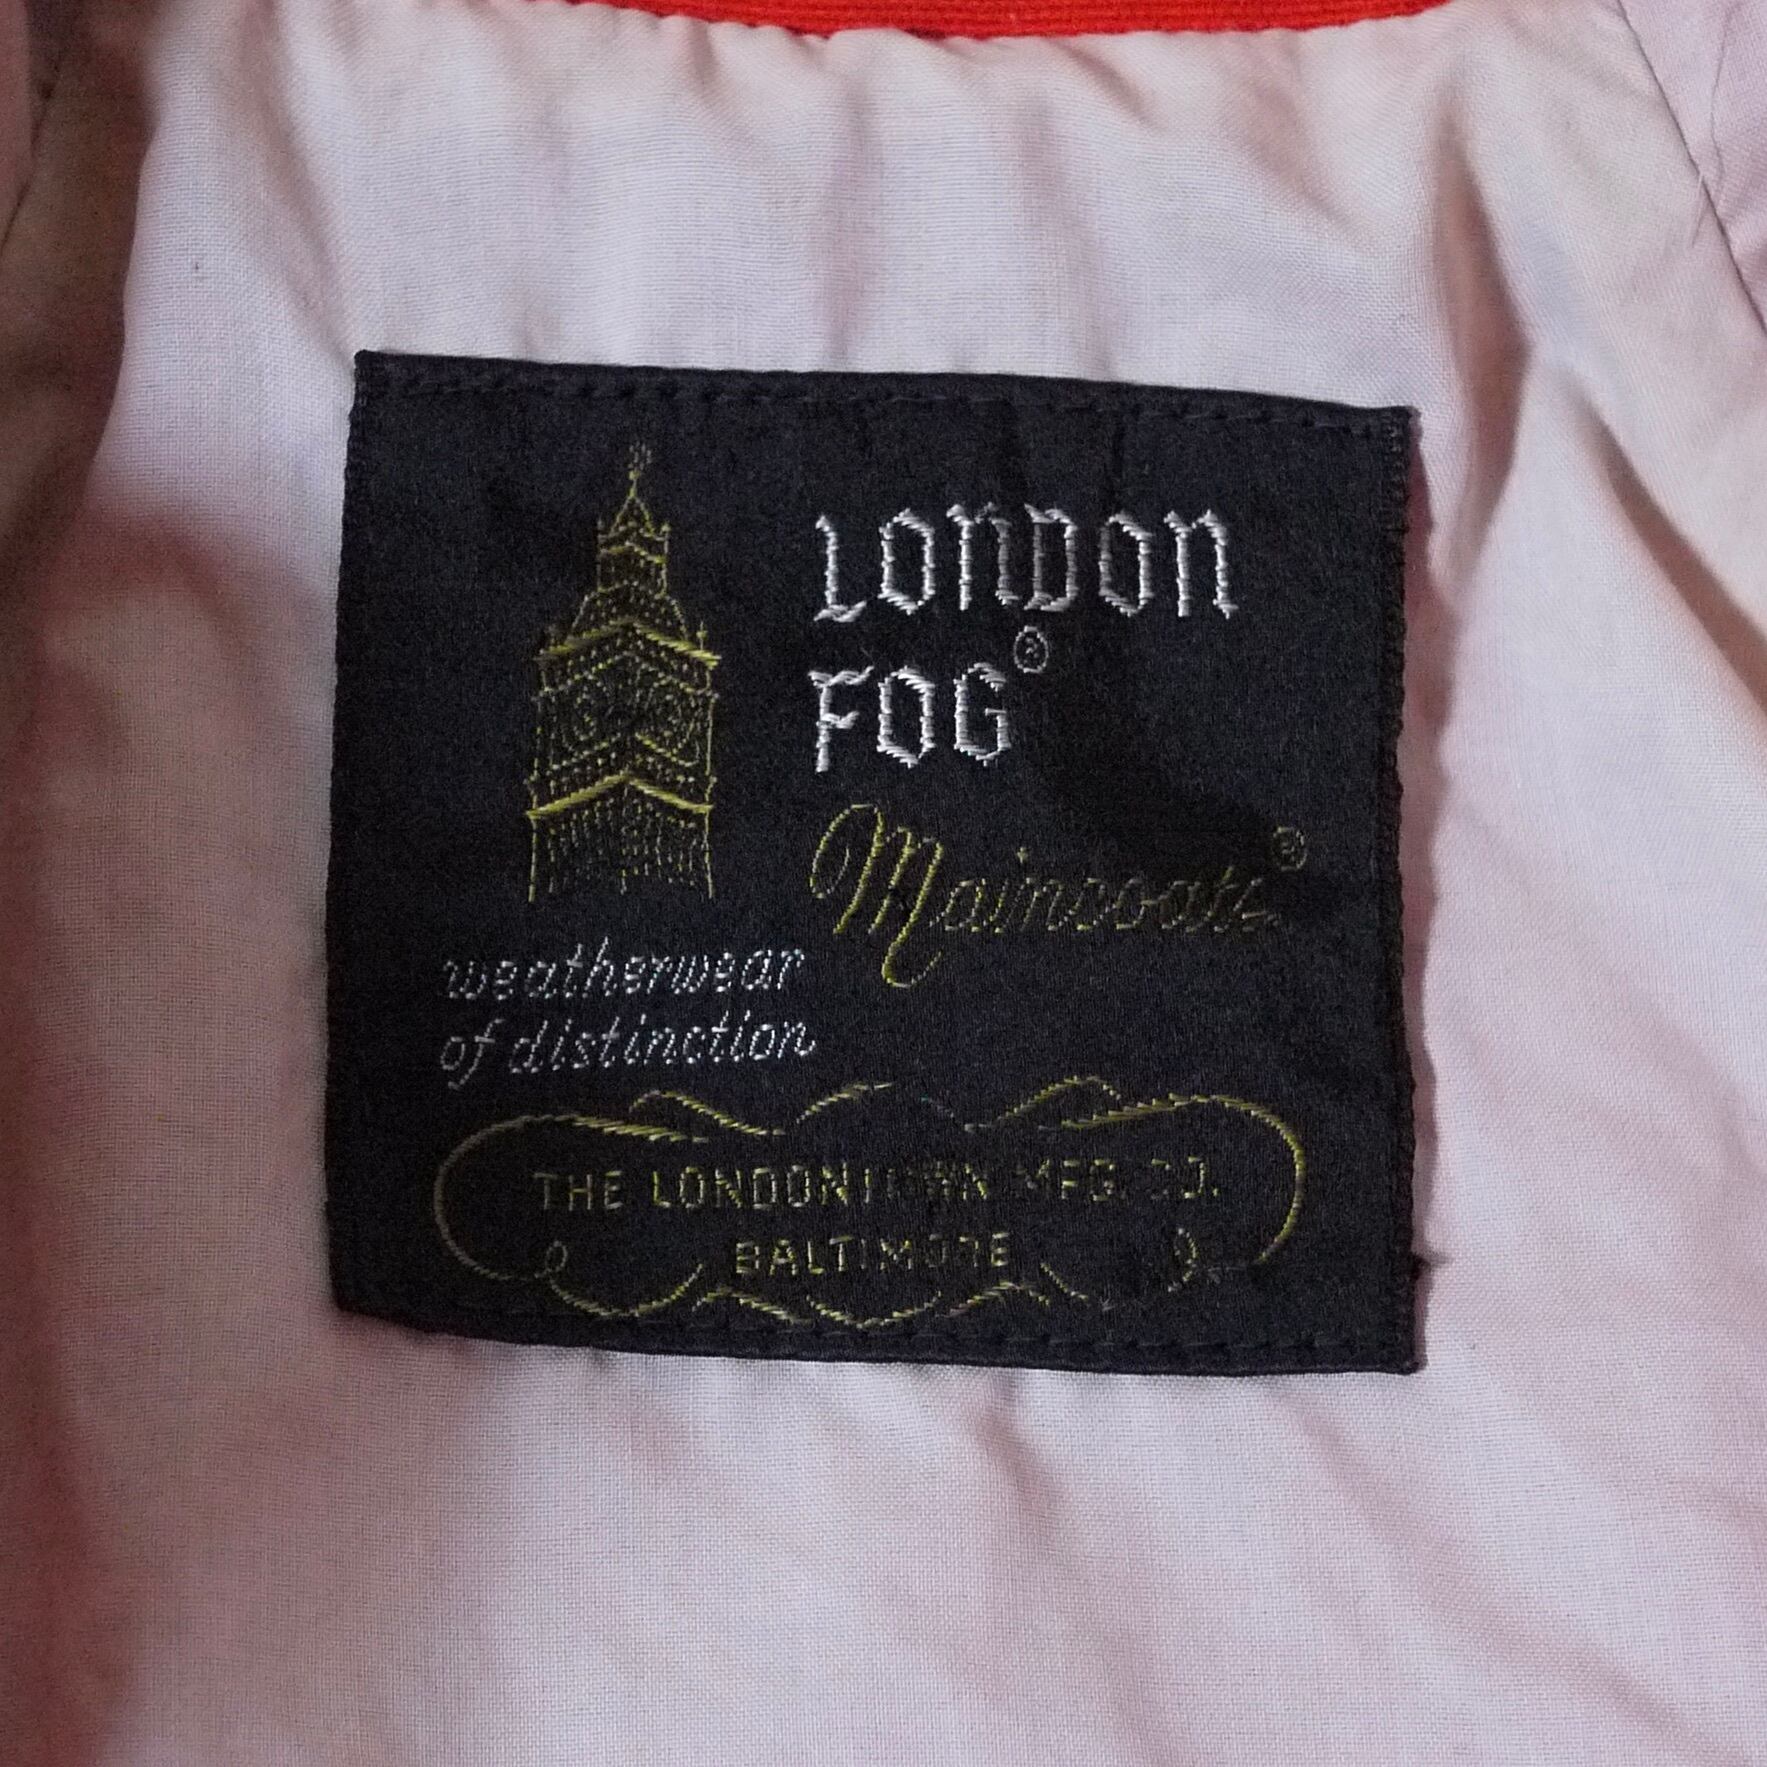 LONDON
FOG®
Maincoats®
weatherwear
of distinction
THE LONDONTOWN MFG. CO.
BALTIMORE